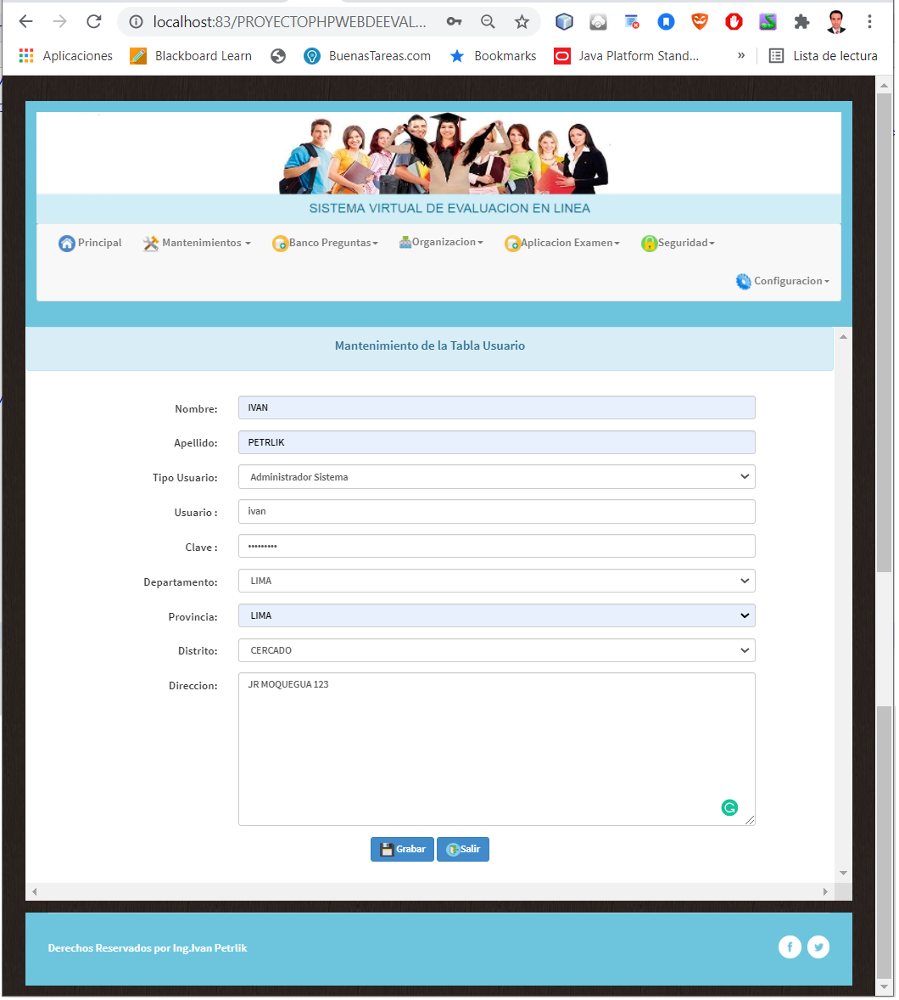 localhost:83/PROYECTOPHPWEBDEEVAL...
Aplicaciones Blackboard Learn BuenasTareas.com Bookmarks Java Platform Stand... » Lista de lectura
SISTEMA VIRTUAL DE EVALUACION EN LINEA
Principal Mantenimientos Banco Preguntas Organizacion Aplicacion Examen Seguridad
Configuracion
Mantenimiento de la Tabla Usuario
Nombre: IVAN
Apellido: PETRLIK
Tipo Usuario: Administrador Sistema
Usuario : ivan
Clave : •••••••••
Departamento: LIMA
Provincia: LIMA
Distrito: CERCADO
Direccion: JR MOQUEGUA 123
Grabar Salir
Derechos Reservados por Ing.Ivan Petrlik